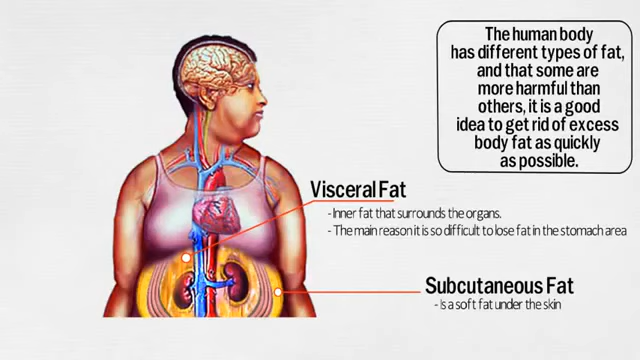 The human body
has different types of fat,
and that some are
more harmful than
others, it is a good
idea to get rid of excess
body fat as quickly
as possible.
Visceral Fat
- Inner fat that surrounds the organs.
- The main reason it is so difficult to lose fat in the stomach area
Subcutaneous Fat
- Is a soft fat under the skin